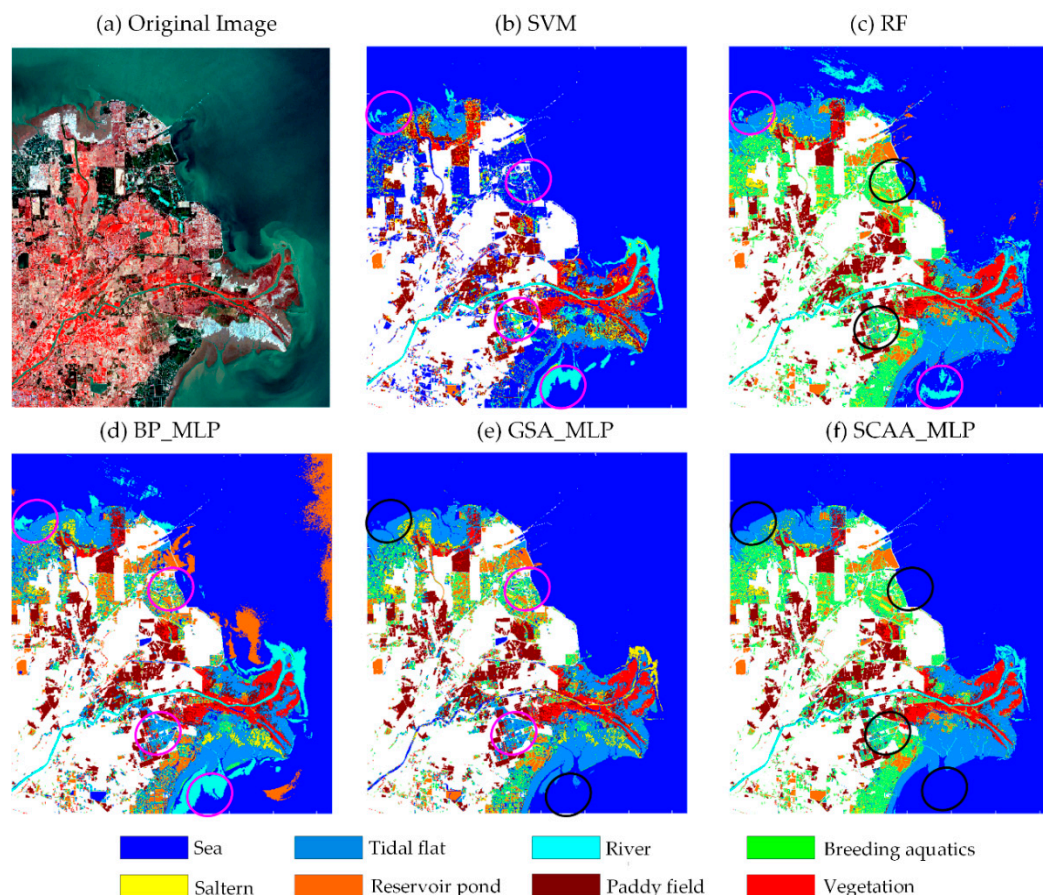 (a) Original Image
(b) SVM
(c) RF
(d) BP_MLP
(e) GSA_MLP
(f) SCAA_MLP
Sea
Tidal flat
River
Breeding aquatics
Saltern
Reservoir pond
Paddy field
Vegetation